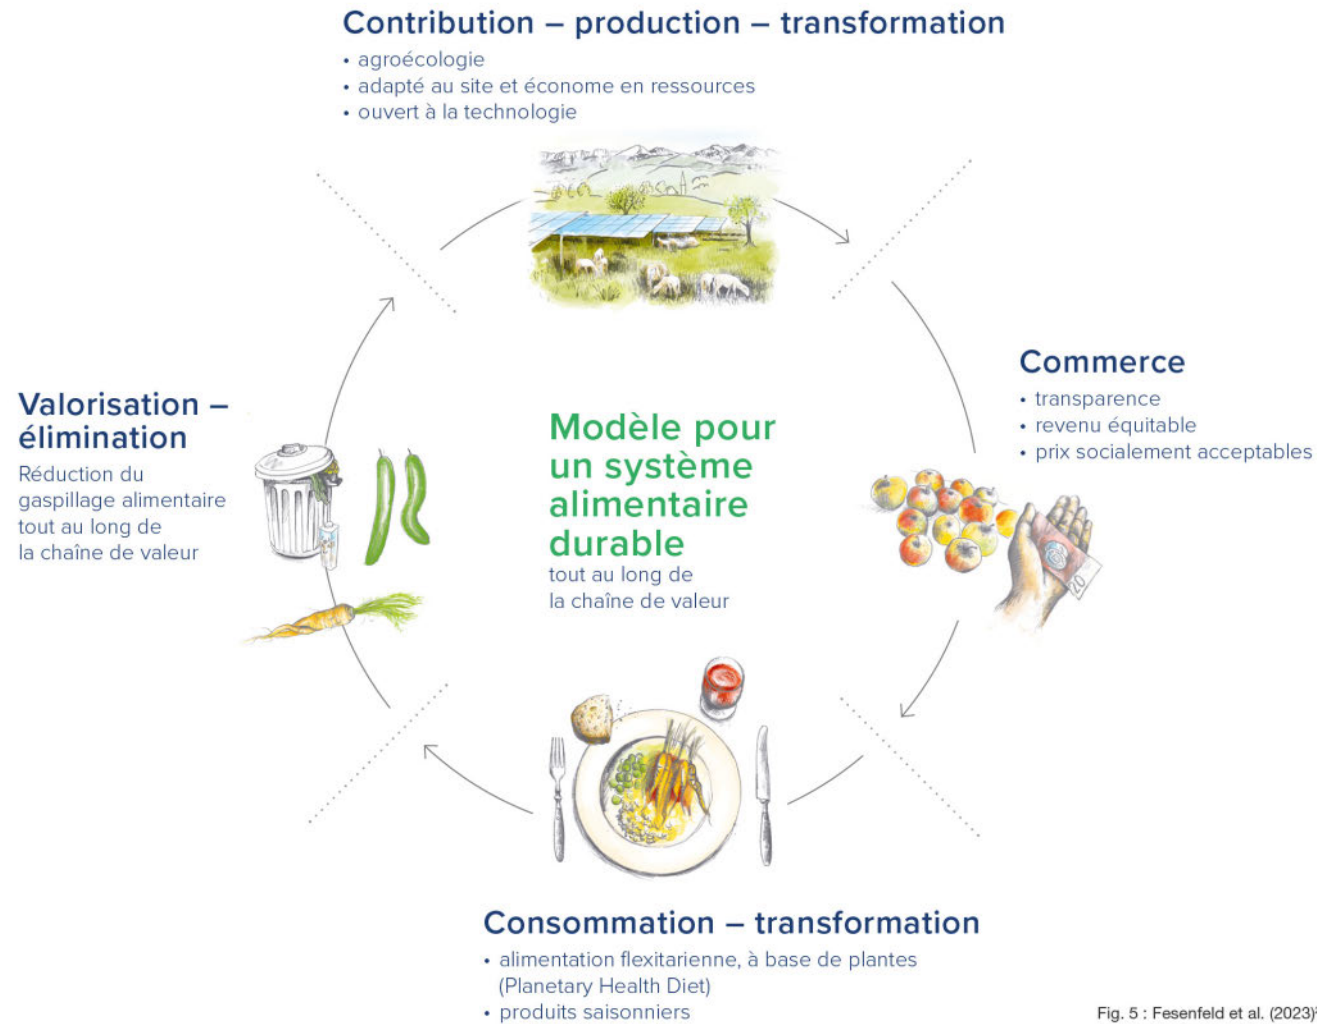 Contribution – production – transformation
• agroécologie
• adapté au site et économe en ressources
• ouvert à la technologie
Commerce
• transparence
• revenu équitable
• prix socialement acceptables
Valorisation –
élimination
Réduction du
gaspillage alimentaire
tout au long de
la chaîne de valeur
Modèle pour
un système
alimentaire
durable
tout au long de
la chaîne de valeur
20
Consommation – transformation
• alimentation flexitarienne, à base de plantes
(Planetary Health Diet)
• produits saisonniers
Fig. 5 : Fesenfeld et al. (2023)